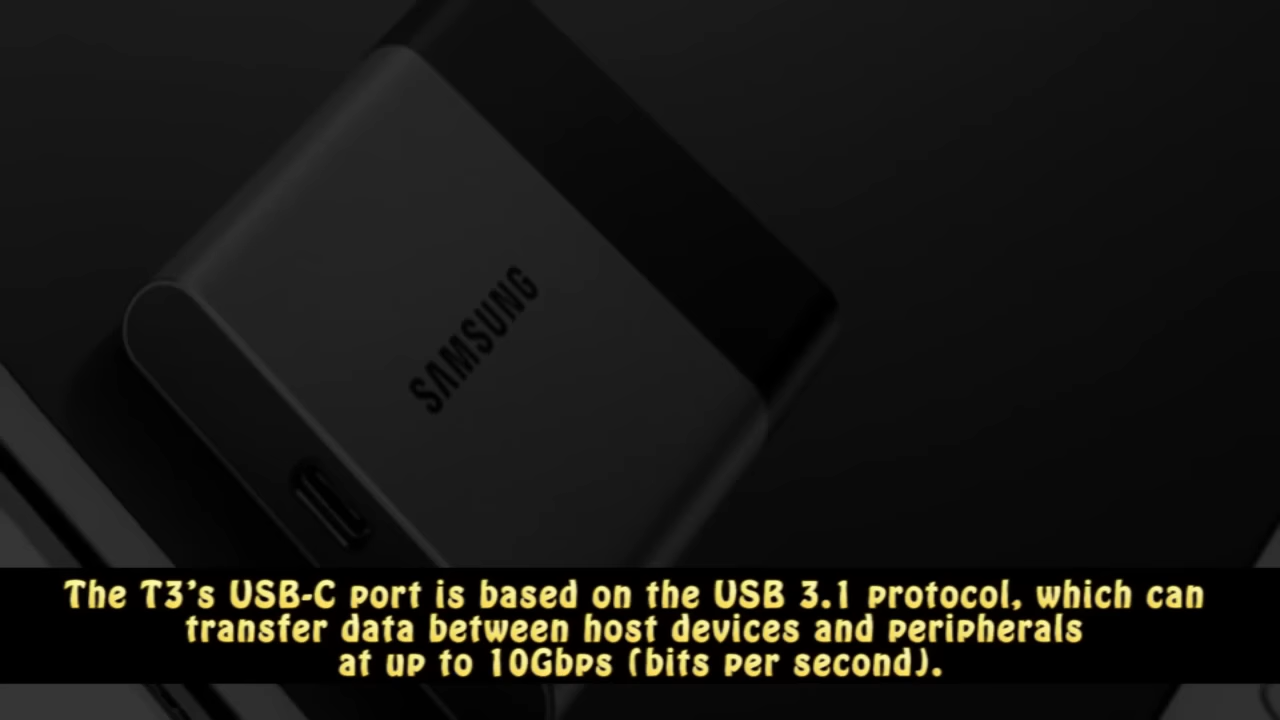 SAMSUNG
The T3's USB-C port is based on the USB 3.1 protocol, which can
transfer data between host devices and peripherals
at up to 10Gbps (bits per second).